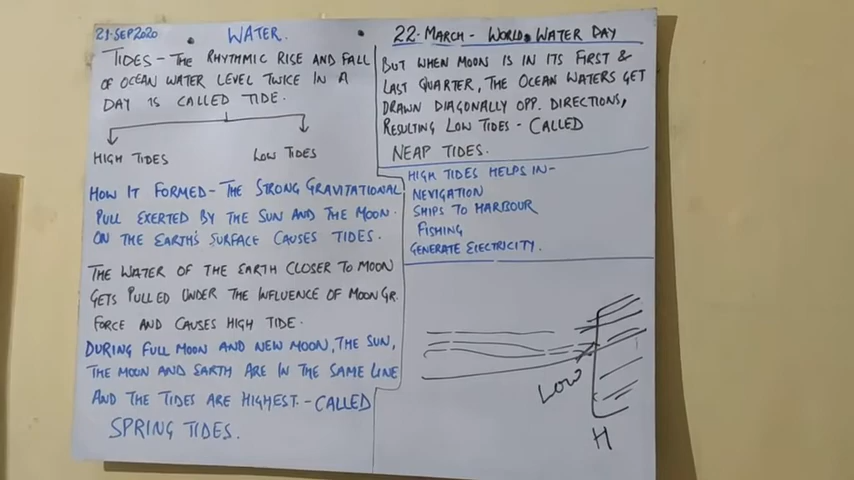 21-SEP2020
WATER.
TIDES - THE RHYTHMIC RISE AND FALL
OF OCEAN WATER LEVEL TWICE IN A
DAY IS CALLED TIDE.
HIGH TIDES
LOW TIDES
HOW IT FORMED - THE STRONG GRAVITATIONAL
PULL EXERTED BY THE SUN AND THE MOON.
ON THE EARTH'S SURFACE CAUSES TIDES.
THE WATER OF THE EARTH CLOSER TO MOON
GETS PULLED UNDER THE INFLUENCE OF MOON GR.
FORCE AND CAUSES HIGH TIDE.
DURING FULL MOON AND NEW MOON, THE SUN,
THE MOON AND EARTH ARE IN THE SAME LINE
AND THE TIDES ARE HIGHEST. - CALLED
SPRING TIDES.
22-MARCH - WORLD WATER DAY
BUT WHEN MOON IS IN ITS FIRST &
LAST QUARTER, THE OCEAN WATERS GET
DRAWN DIAGONALLY OPP. DIRECTIONS,
RESULTING LOW TIDES - CALLED
NEAP TIDES.
HIGH TIDES HELPS IN-
NEVIGATION
SHIPS TO HARBOUR
FISHING
GENERATE ELECTRICITY.
LOW
H